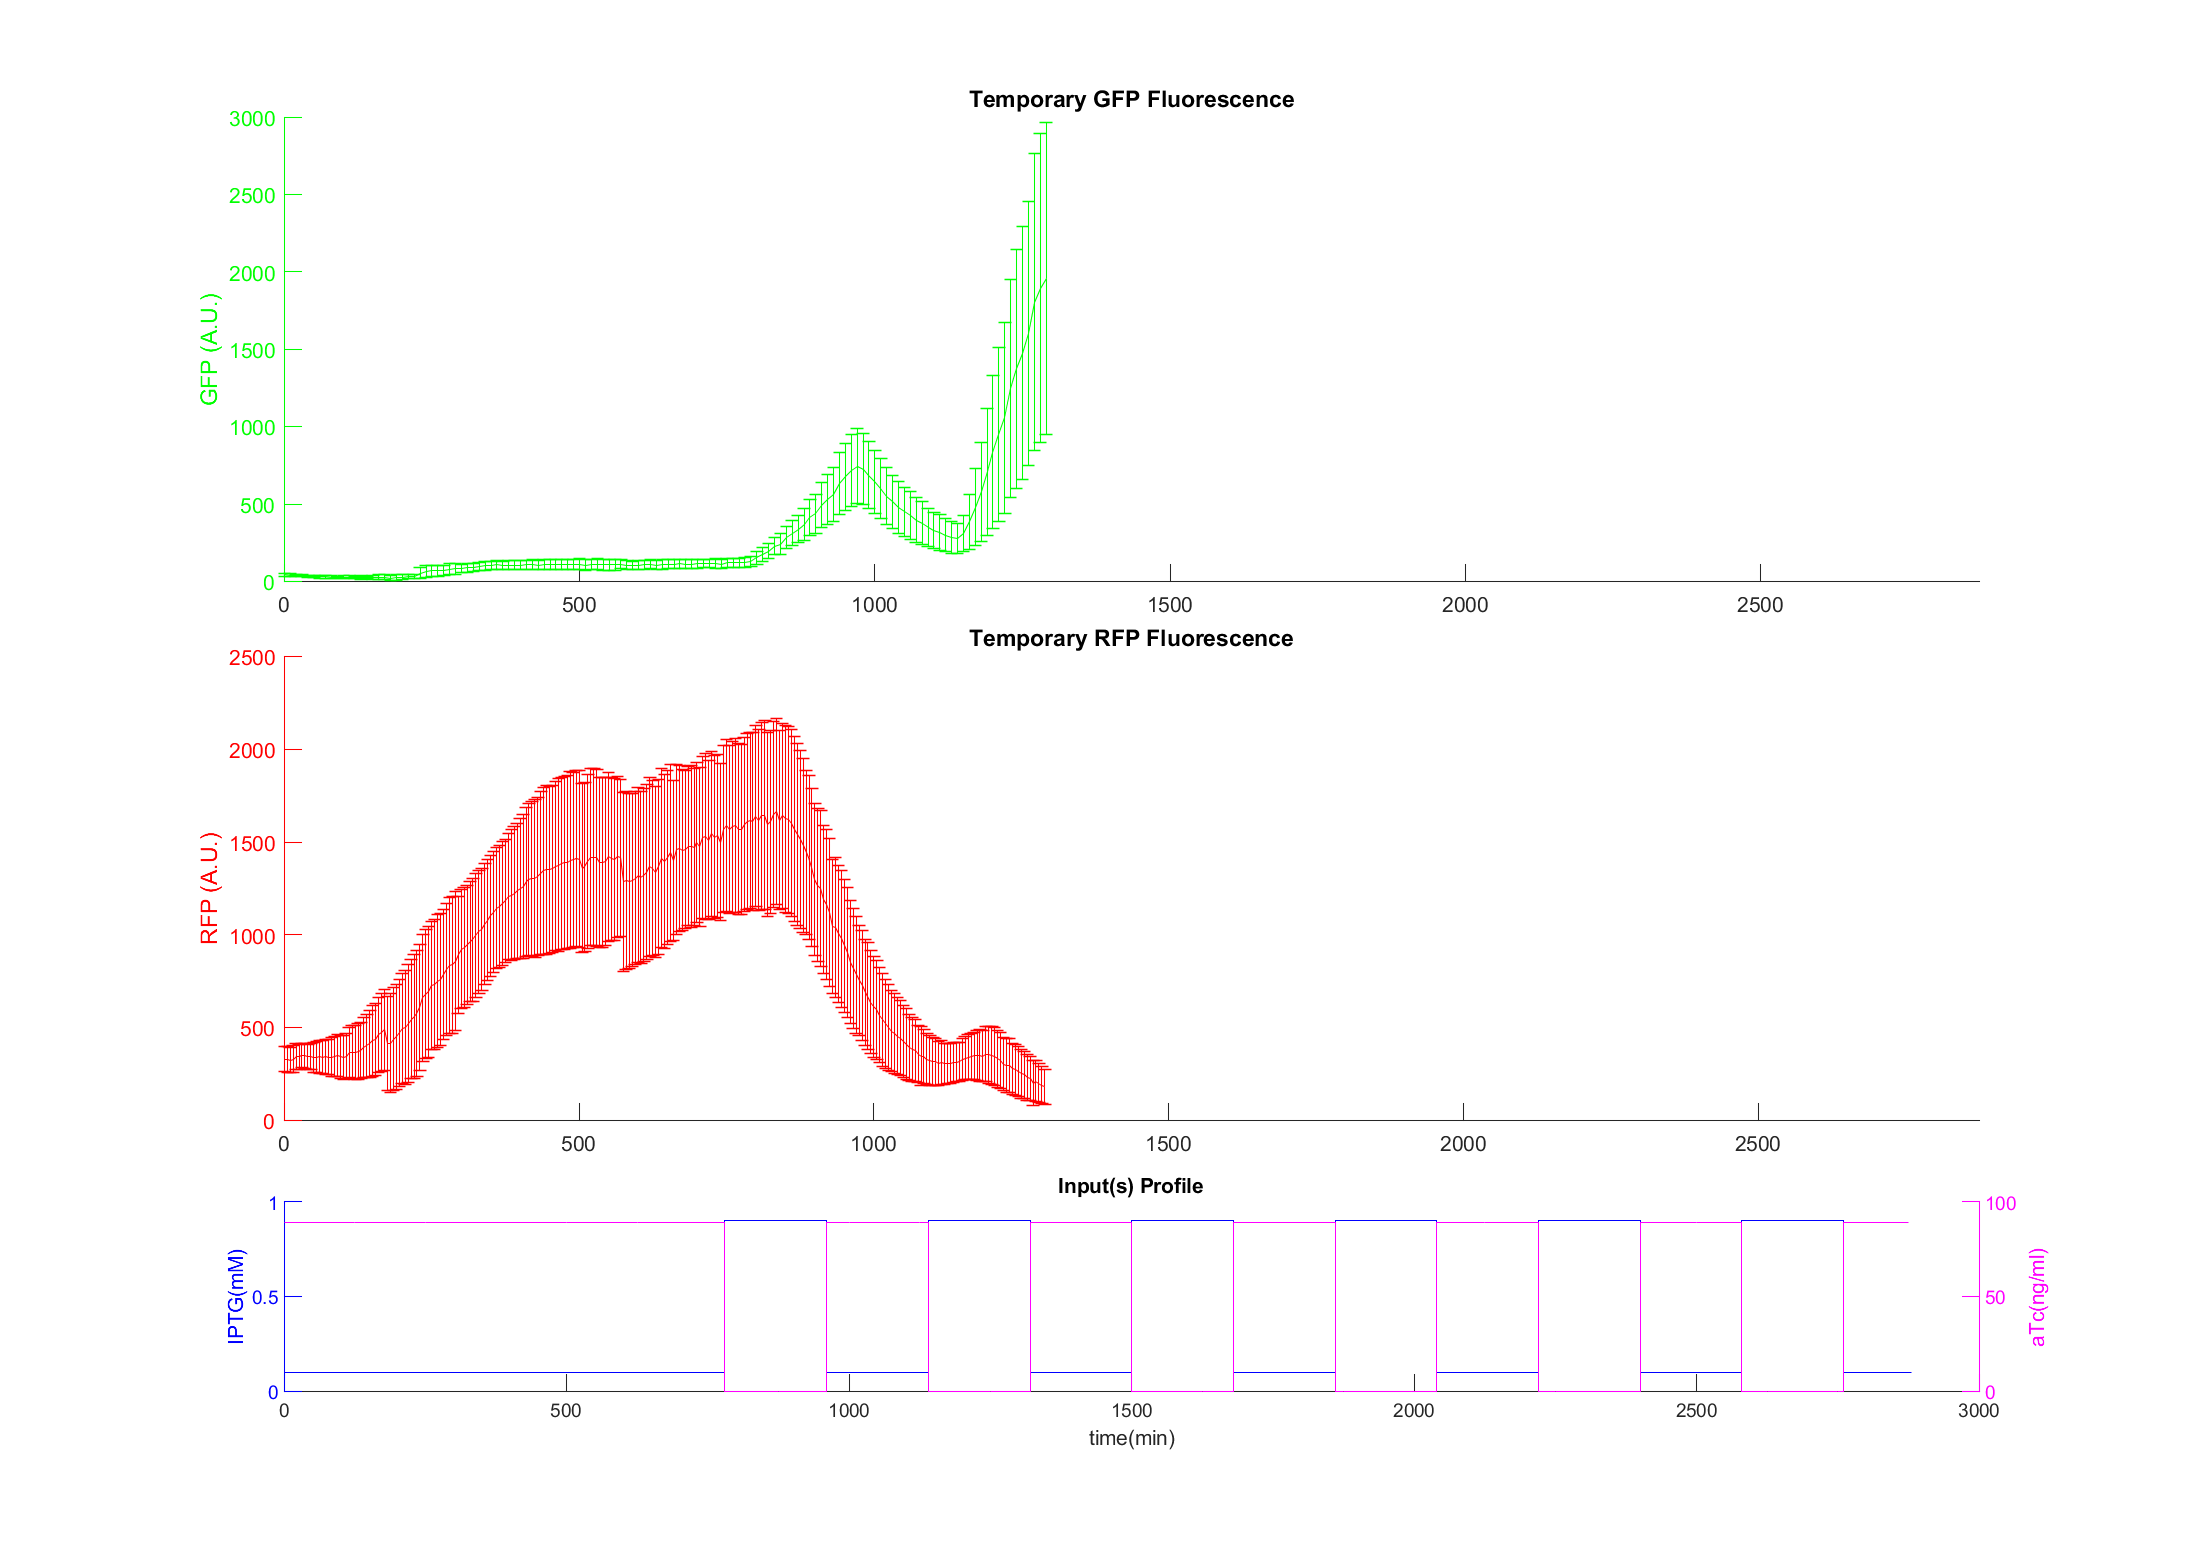 Temporary GFP Fluorescence
3000
2500
2000
1500
1000
500
0
GFP (A.U.)
0 500 1000 1500 2000 2500
Temporary RFP Fluorescence
2500
2000
1500
1000
500
0
RFP (A.U.)
0 500 1000 1500 2000 2500
Input(s) Profile
1
0.5
0
IPTG(mM)
100
50
0
aTc(ng/ml)
0 500 1000 1500 2000 2500 3000
time(min)